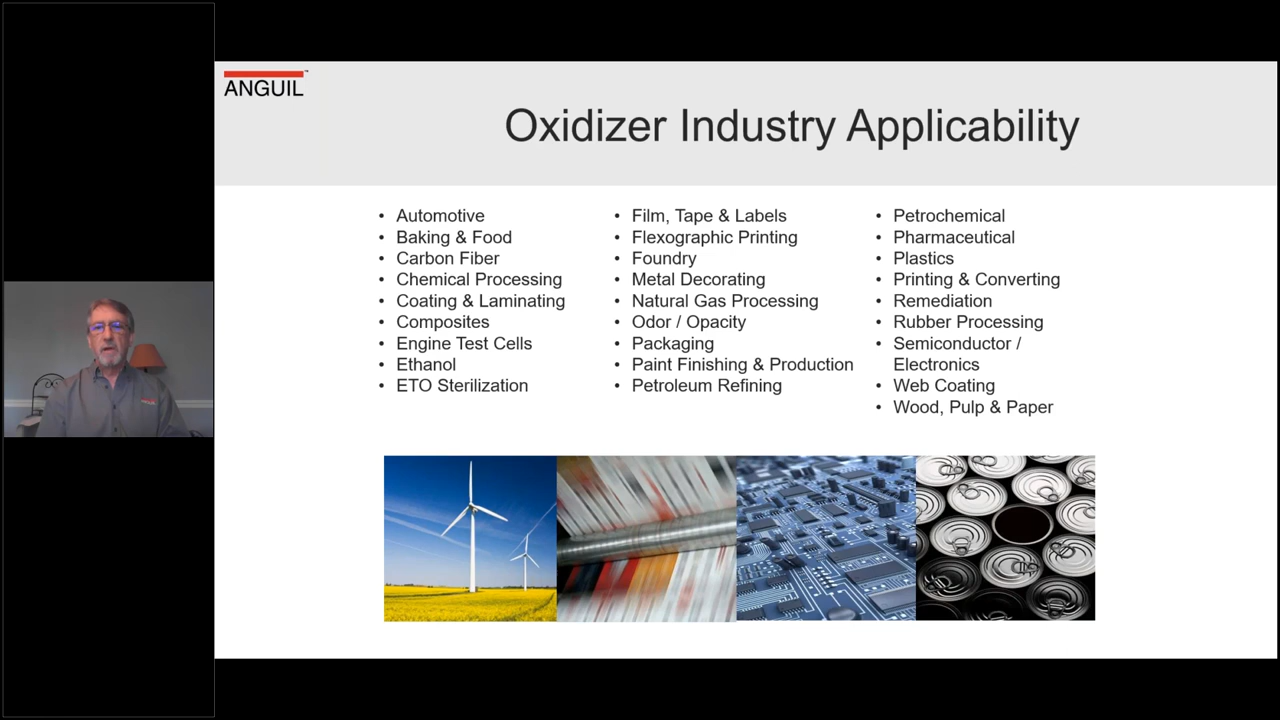 ANGUIL
Oxidizer Industry Applicability
• Automotive
• Baking & Food
• Carbon Fiber
• Chemical Processing
• Coating & Laminating
• Composites
• Engine Test Cells
• Ethanol
• ETO Sterilization
• Film, Tape & Labels
• Flexographic Printing
• Foundry
• Metal Decorating
• Natural Gas Processing
• Odor / Opacity
• Packaging
• Paint Finishing & Production
• Petroleum Refining
• Petrochemical
• Pharmaceutical
• Plastics
• Printing & Converting
• Remediation
• Rubber Processing
• Semiconductor /
Electronics
• Web Coating
• Wood, Pulp & Paper